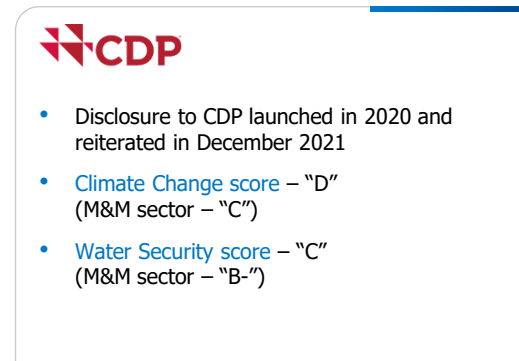 CDP
• Disclosure to CDP launched in 2020 and
reiterated in December 2021
• Climate Change score – “D”
(M&M sector – “C”)
• Water Security score – “C”
(M&M sector – “B-”)